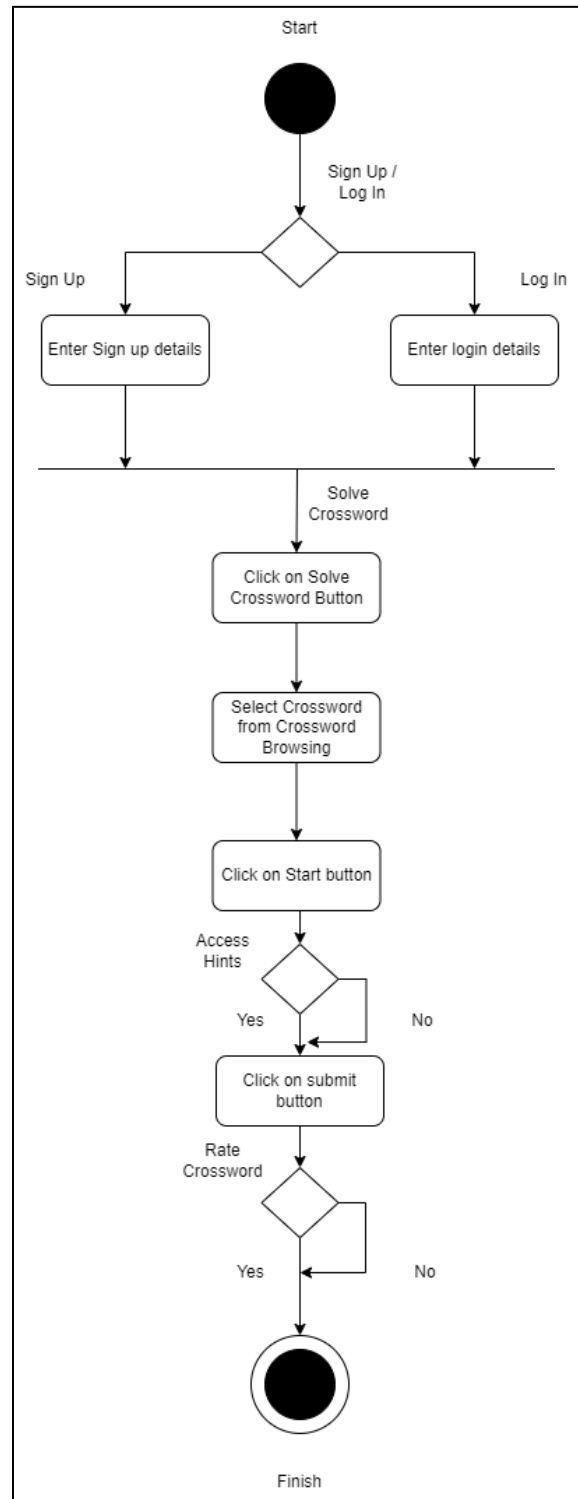 Start
Sign Up /
Log In
Sign Up
Log In
Enter Sign up details
Enter login details
Solve
Crossword
Click on Solve
Crossword Button
Select Crossword
from Crossword
Browsing
Click on Start button
Access
Hints
Yes
No
Click on submit
button
Rate
Crossword
Yes
No
Finish